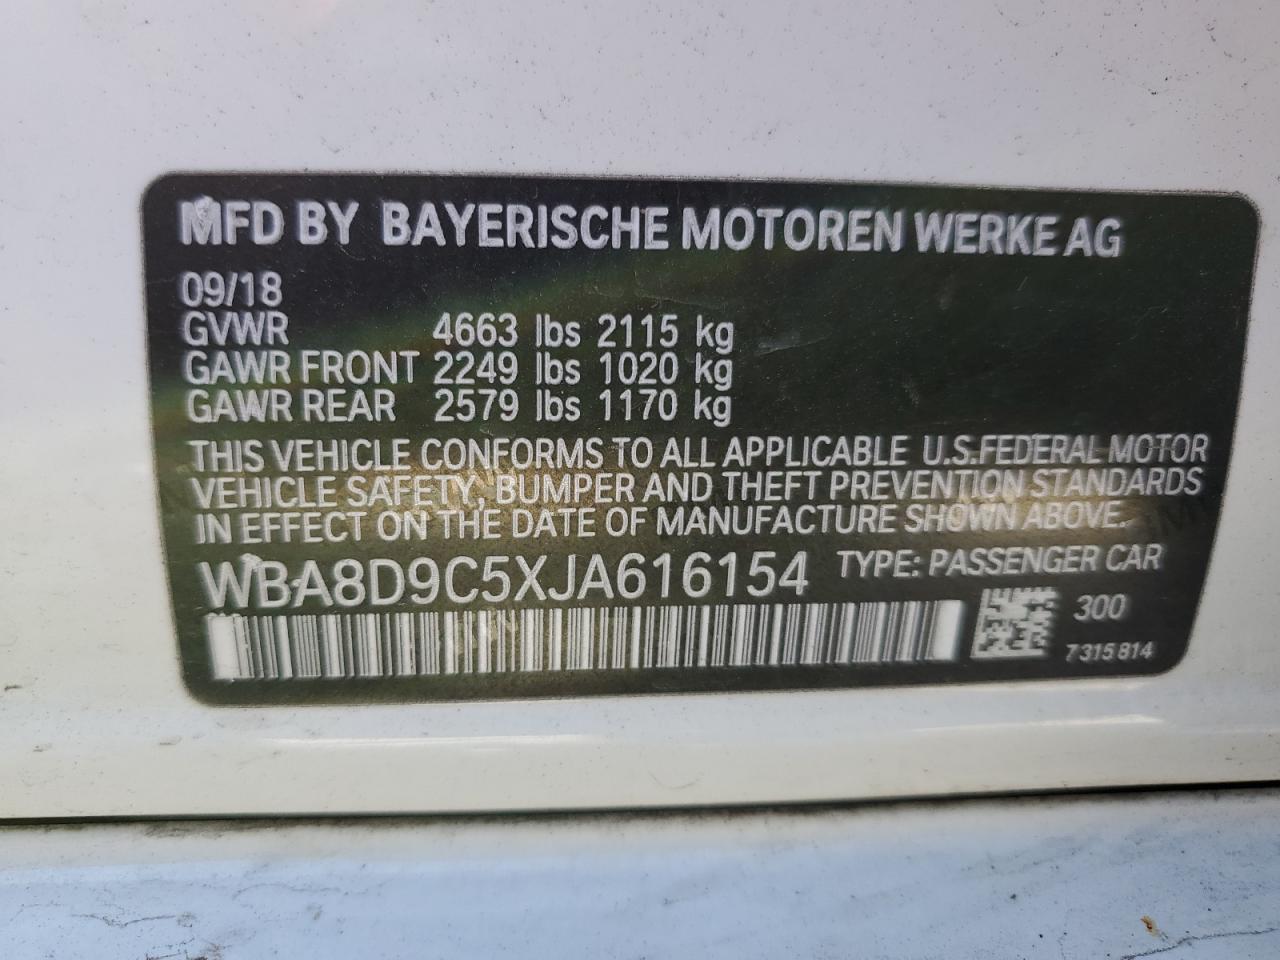 MFD BY BAYERISCHE MOTOREN WERKE AG
09/18
GVWR 4663 lbs 2115 kg
GAWR FRONT 2249 lbs 1020 kg
GAWR REAR 2579 lbs 1170 kg
THIS VEHICLE CONFORMS TO ALL APPLICABLE U.S.FEDERAL MOTOR
VEHICLE SAFETY, BUMPER AND THEFT PREVENTION STANDARDS
IN EFFECT ON THE DATE OF MANUFACTURE SHOWN ABOVE.
WBA8D9C5XJA616154 TYPE: PASSENGER CAR
300
7315814